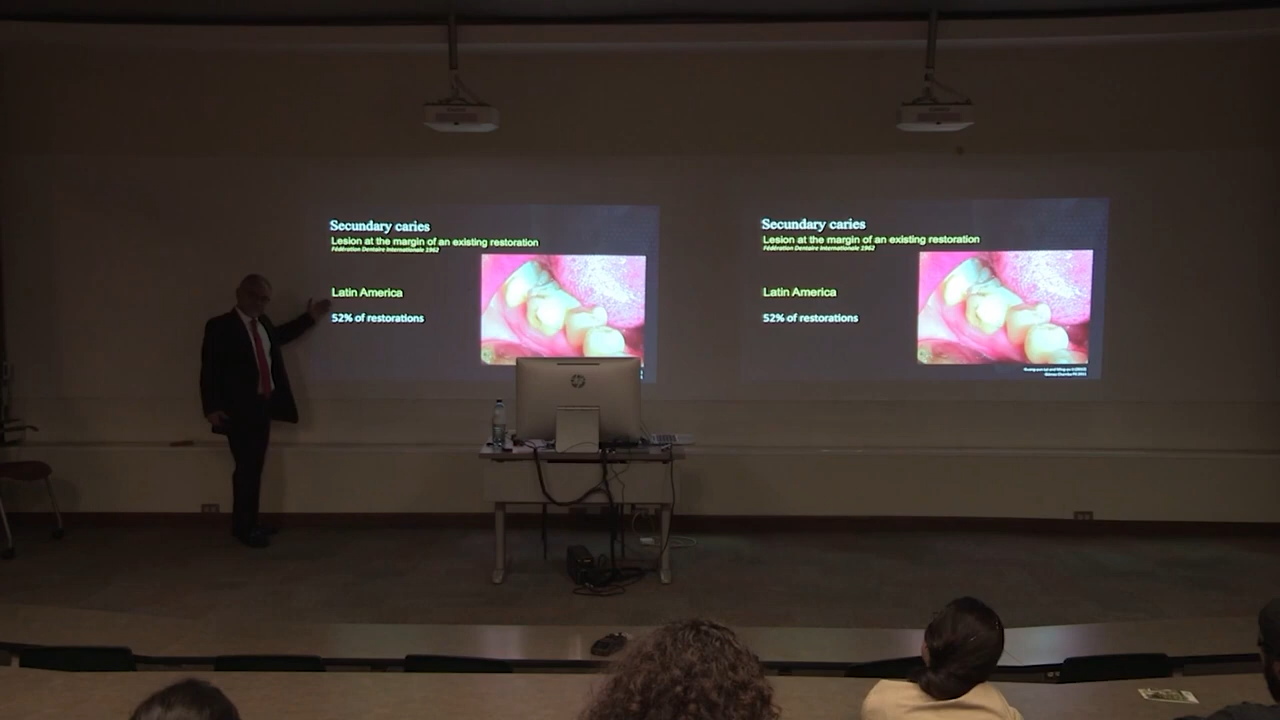 Secundary caries
Lesion at the margin of an existing restoration
Fédération Dentaire Internationale 1962
Latin America
52% of restorations
Secundary caries
Lesion at the margin of an existing restoration
Fédération Dentaire Internationale 1962
Latin America
52% of restorations
hp